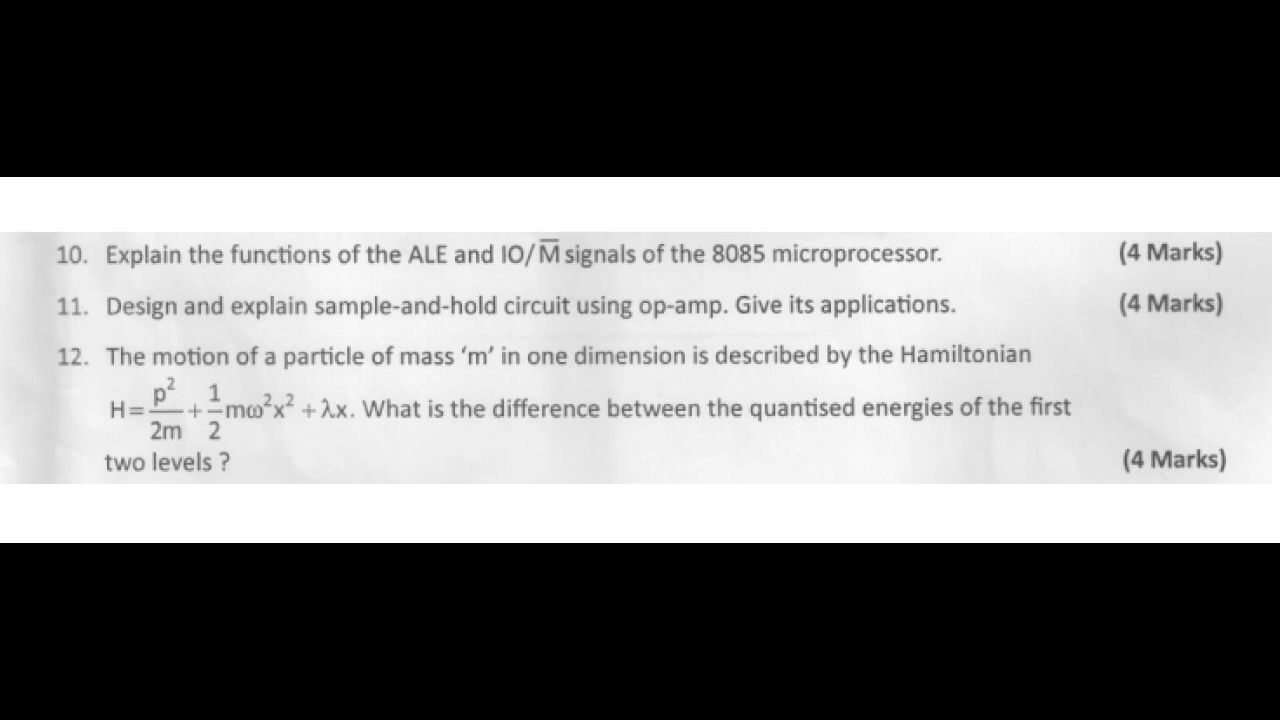 10. Explain the functions of the ALE and IO/M̅ signals of the 8085 microprocessor. (4 Marks)
11. Design and explain sample-and-hold circuit using op-amp. Give its applications. (4 Marks)
12. The motion of a particle of mass ‘m’ in one dimension is described by the Hamiltonian
H=p²/2m + 1/2 mω²x² + λx. What is the difference between the quantised energies of the first
two levels ? (4 Marks)